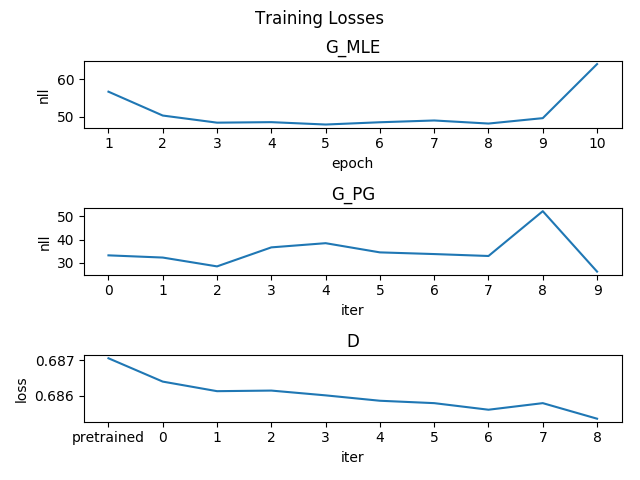 Training Losses
G_MLE
60
50
nll
1 2 3 4 5 6 7 8 9 10
epoch
G_PG
50
40
30
nll
0 1 2 3 4 5 6 7 8 9
iter
D
0.687
0.686
loss
pretrained 0 1 2 3 4 5 6 7 8
iter